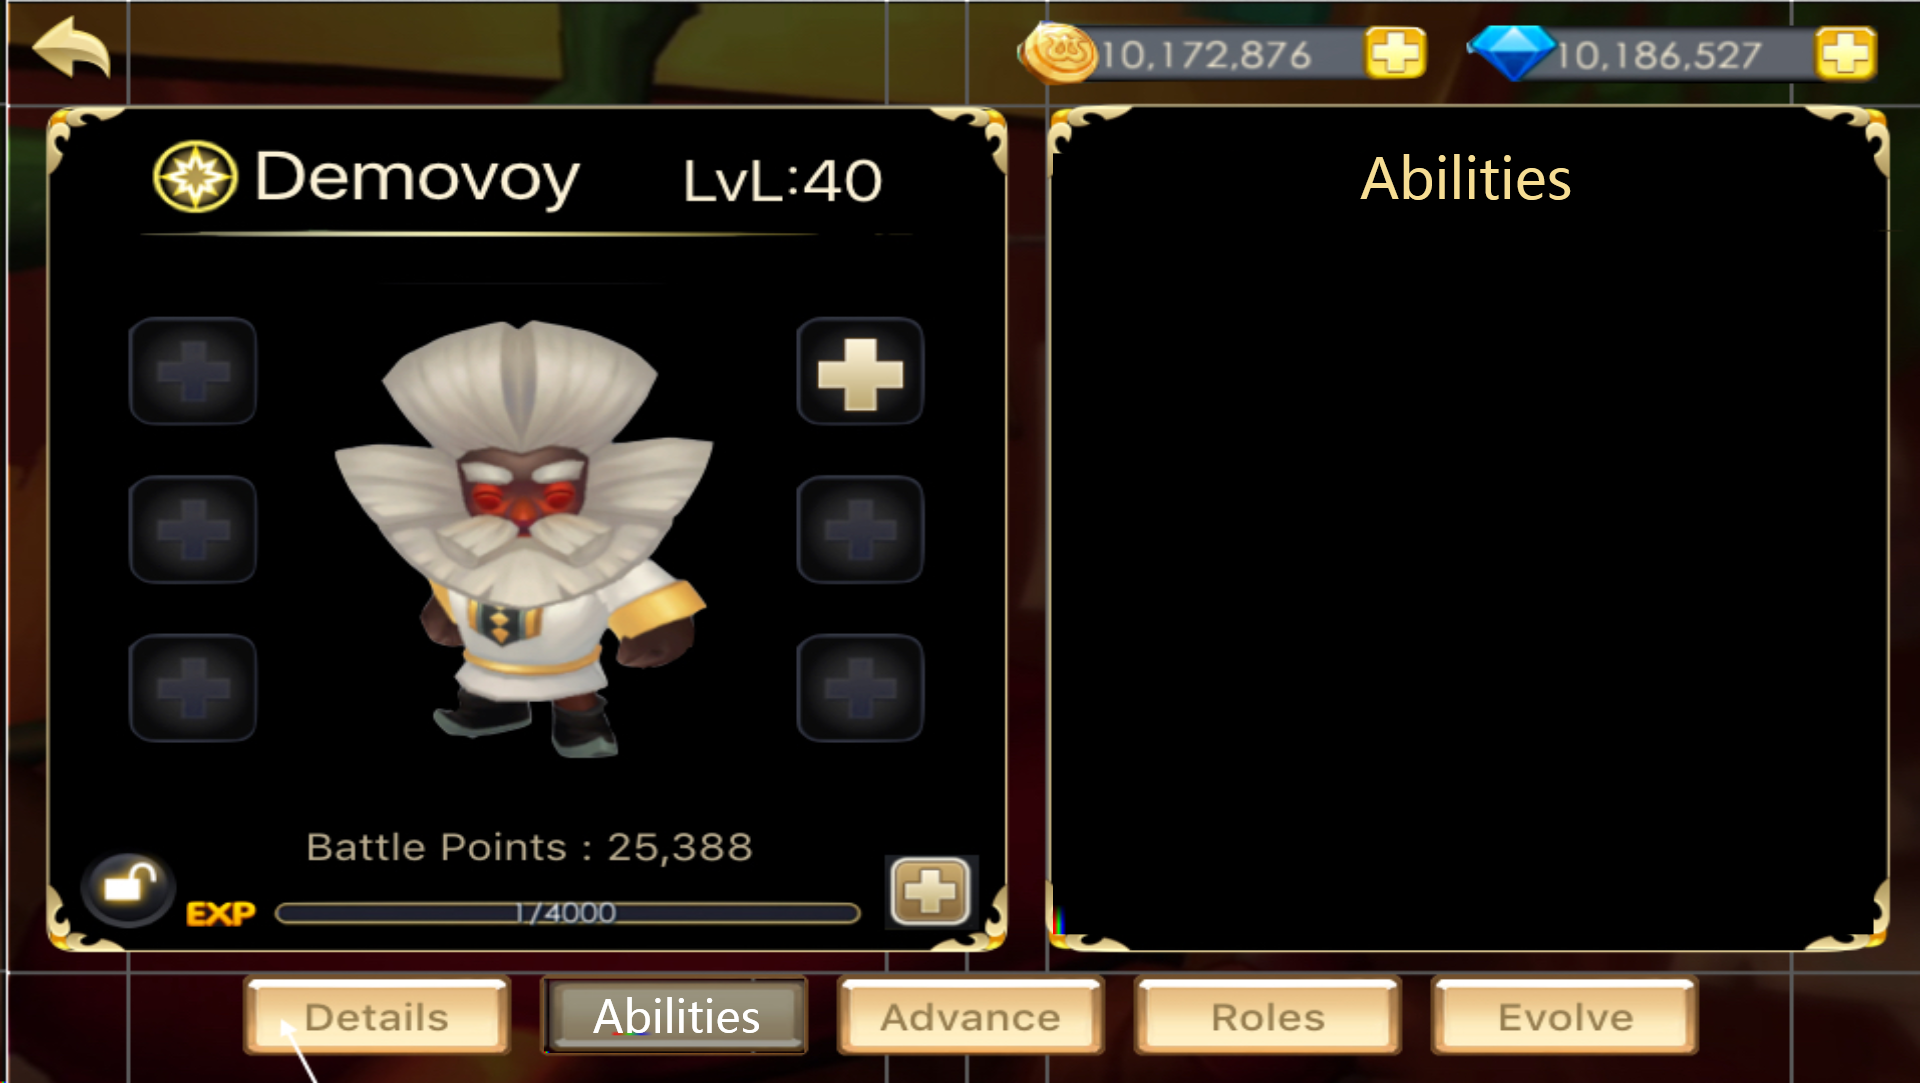 10,172,876
10,186,527
Demovoy LvL:40
Abilities
Battle Points : 25,388
EXP 1/4000
Details
Abilities
Advance
Roles
Evolve